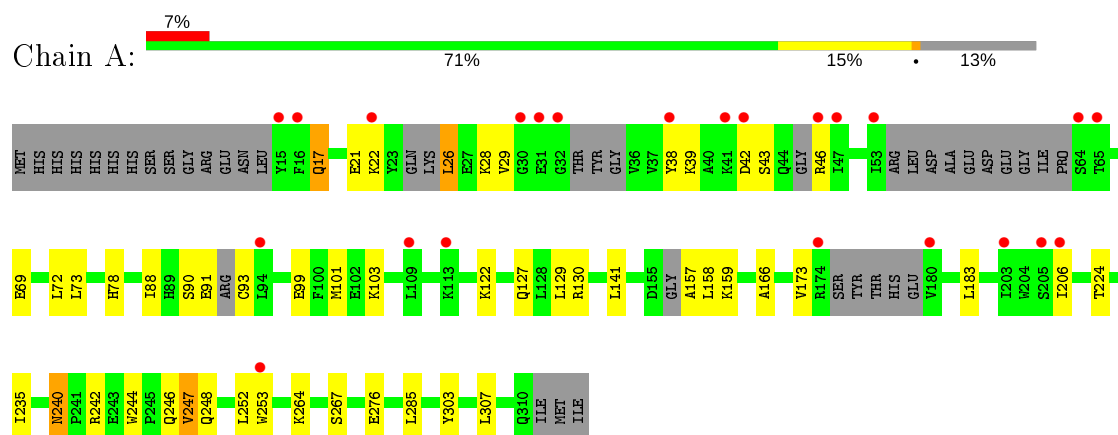 7%
Chain A:
71% 15% • 13%
MET HIS HIS HIS HIS HIS HIS SER SER GLY ARG GLU ASN LEU Y15 F16 Q17 E21 K22 Y23 GLN LYS L26 E27 K28 V29 G30 E31 G32 THR TYR GLY V36 V37 Y38 K39 A40 K41 D42 S43 Q44 GLY R46 I47 I53 ARG LEU ASP ALA GLU ASP GLU GLY ILE PRO S64 T65
E69 L72 L73 H78 I88 H89 S90 E91 ARG C93 L94 E99 F100 M101 E102 K103 L109 K113 K122 Q127 L128 L129 R130 L141 D155 GLY A157 L158 K159 A166 V173 R174 SER TYR THR HIS GLU V180 L183 I203 W204 S205 I206 T224
I235 N240 P241 R242 E243 W244 P245 Q246 V247 Q248 L252 W253 K264 S267 E276 L285 Y303 L307 Q310 ILE MET ILE